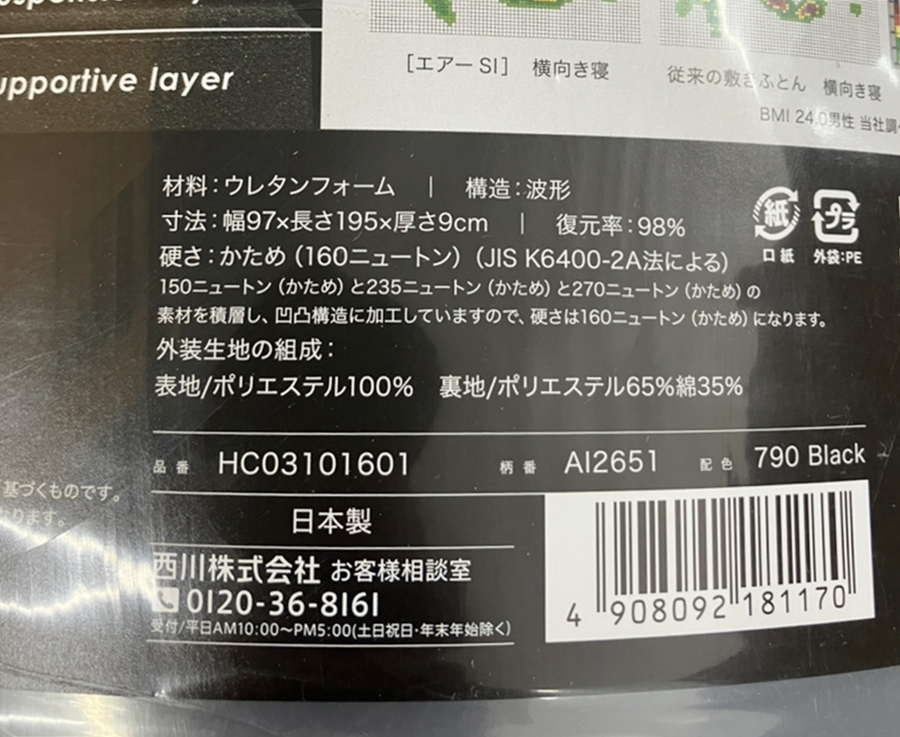 upportive layer
[エアー SI] 横向き寝
従来の敷きふとん 横向き寝
BMI 24.0男性 当社調
材料：ウレタンフォーム | 構造：波形
寸法：幅97×長さ195×厚さ9cm | 復元率：98%
硬さ：かため（160ニュートン）（JIS K6400-2A法による）
150ニュートン（かため）と235ニュートン（かため）と270ニュートン（かため）の
素材を積層し、凹凸構造に加工していますので、硬さは160ニュートン（かため）になります。
紙
プラ
口 紙
外袋:PE
外装生地の組成：
表地/ポリエステル100% 裏地/ポリエステル65%綿35%
品番 HC03101601 柄番 AI2651 配色 790 Black
基づくものです。
なります。
日本製
西川株式会社 お客様相談室
0120-36-8161
受付/平日AM10:00～PM5:00(土日祝日・年末年始除く)
4 908092 181170